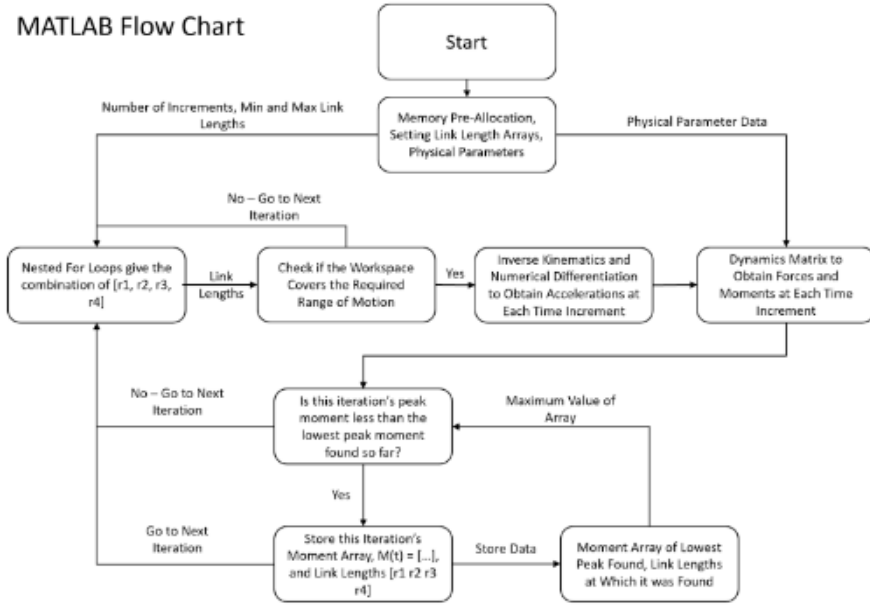 MATLAB Flow Chart
Start
Number of Increments, Min and Max Link
Lengths
Memory Pre-Allocation,
Setting Link Length Arrays,
Physical Parameters
Physical Parameter Data
No – Go to Next
Iteration
Nested For Loops give the
combination of [r1, r2, r3,
r4]
Link
Lengths
Check if the Workspace
Covers the Required
Range of Motion
Yes
Inverse Kinematics and
Numerical Differentiation
to Obtain Accelerations at
Each Time Increment
Dynamics Matrix to
Obtain Forces and
Moments at Each Time
Increment
No – Go to Next
Iteration
Is this iteration's peak
moment less than the
lowest peak moment
found so far?
Maximum Value of
Array
Yes
Go to Next
Iteration
Store this Iteration's
Moment Array, M(t) = [...],
and Link Lengths [r1 r2 r3
r4]
Store Data
Moment Array of Lowest
Peak Found, Link Lengths
at Which it was Found